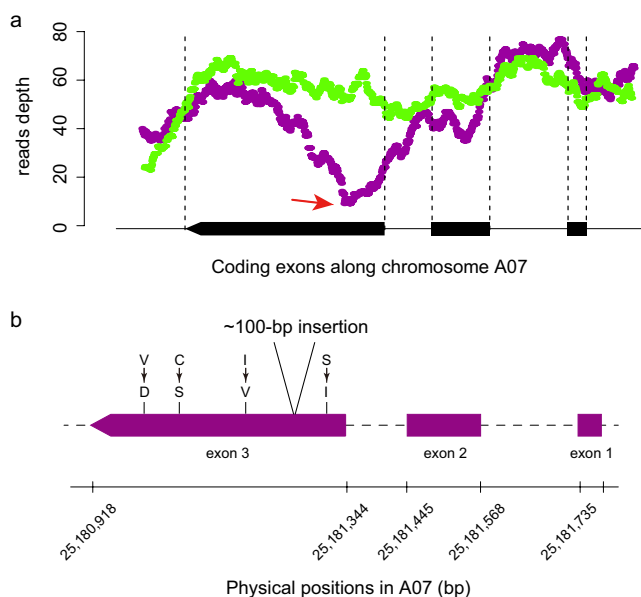 a
80
60
40
20
0
reads depth
Coding exons along chromosome A07
b
~100-bp insertion
V C I S
D S V I
exon 3 exon 2 exon 1
25,180,918 25,181,344 25,181,445 25,181,568 25,181,735
Physical positions in A07 (bp)